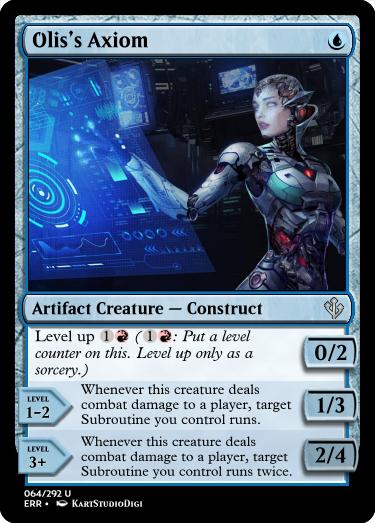 Olis's Axiom
Artifact Creature — Construct
Level up 1 ( 1 : Put a level
counter on this. Level up only as a
sorcery.)
0/2
LEVEL
1-2
Whenever this creature deals
combat damage to a player, target
Subroutine you control runs.
1/3
LEVEL
3+
Whenever this creature deals
combat damage to a player, target
Subroutine you control runs twice.
2/4
064/292 U
ERR • KartStudioDigi